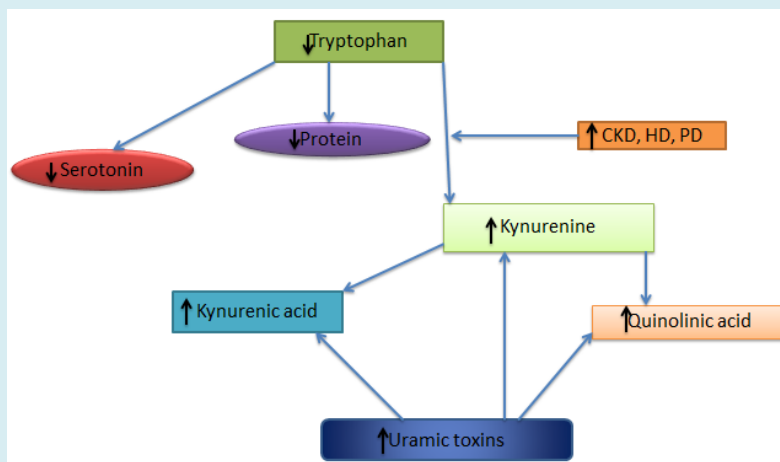 ↓Tryptophan
↓Protein
↑ CKD, HD, PD
↓Serotonin
↑Kynurenine
↑Kynurenic acid
↑Quinolinic acid
↑Uramic toxins